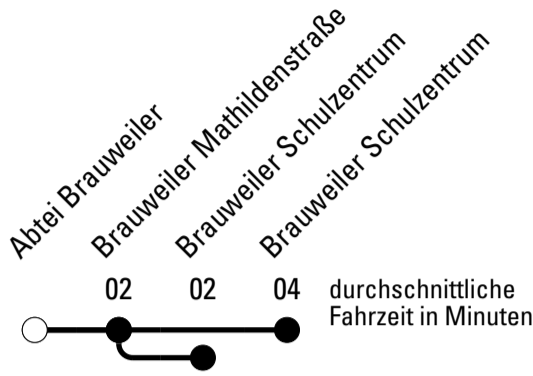 Abtei Brauweiler
Brauweiler Mathildenstraße
Brauweiler Schulzentrum
Brauweiler Schulzentrum
02 02 04 durchschnittliche
Fahrzeit in Minuten